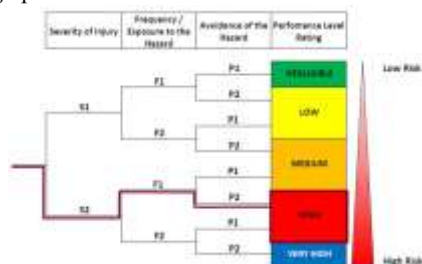 Severity of Injury
Frequency /
Exposure to the
Hazard
Avoidance of the
Hazard
Performance Level
Rating
Low Risk
P1
NEGLIGIBLE
F1
P2
S1
LOW
P1
F2
P2
MEDIUM
P1
F1
P2
HIGH
S2
P1
F2
P2
VERY HIGH
High Risk